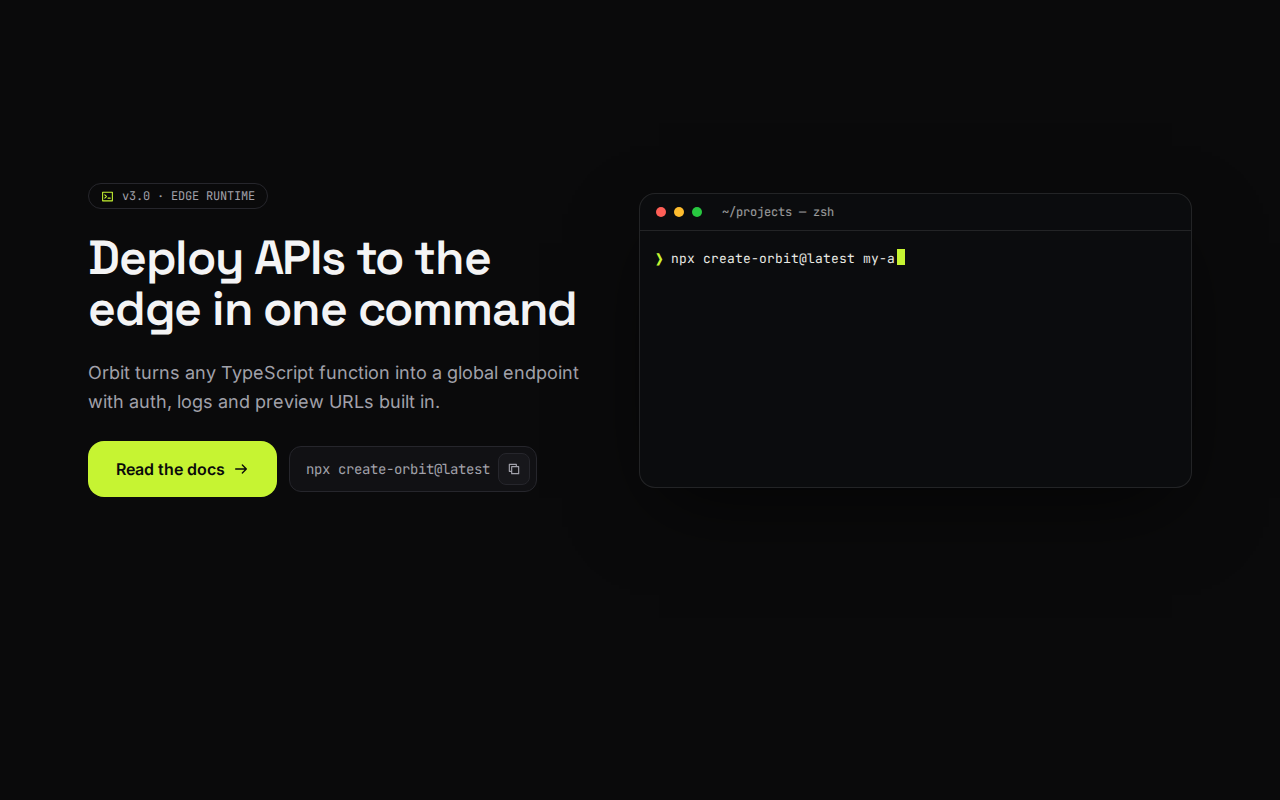 v3.0 · EDGE RUNTIME
Deploy APIs to the
edge in one command
Orbit turns any TypeScript function into a global endpoint
with auth, logs and preview URLs built in.
Read the docs →
npx create-orbit@latest
~/projects — zsh
❯ npx create-orbit@latest my-a